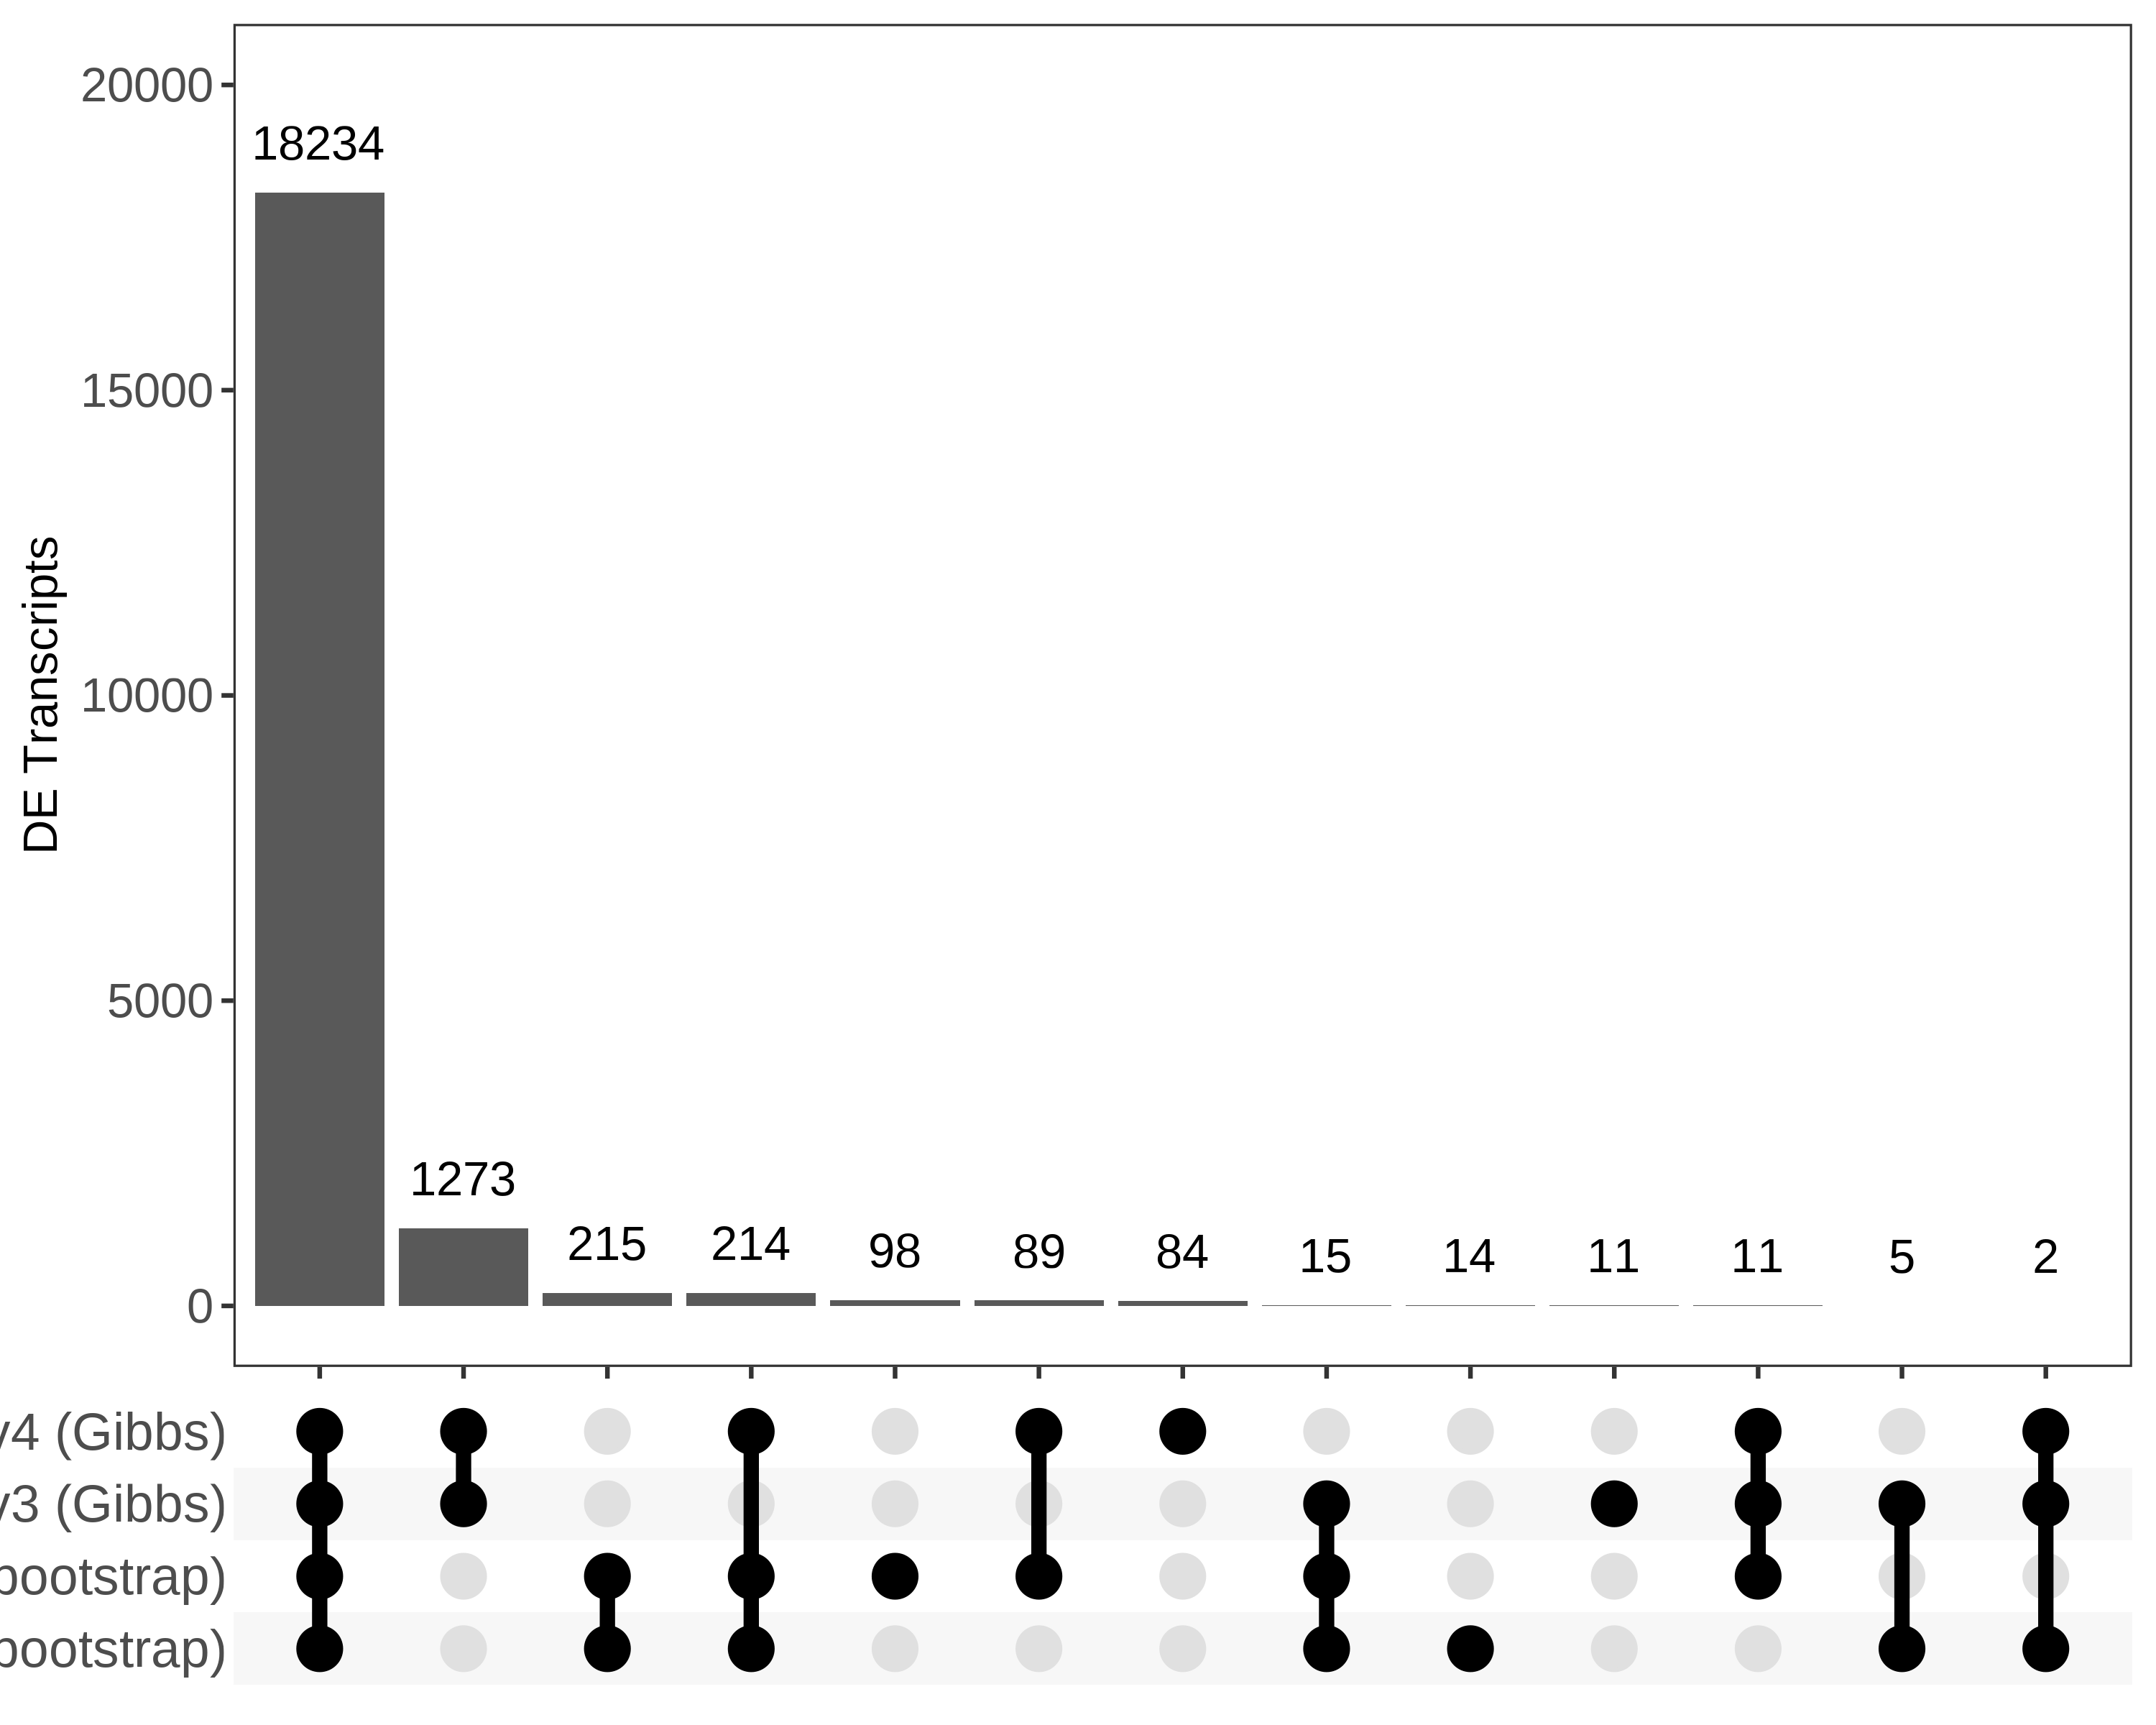 20000
18234
15000
DE Transcripts
10000
5000
1273
215 214 98 89 84 15 14 11 11 5 2
0
v4 (Gibbs)
v3 (Gibbs)
bootstrap)
bootstrap)